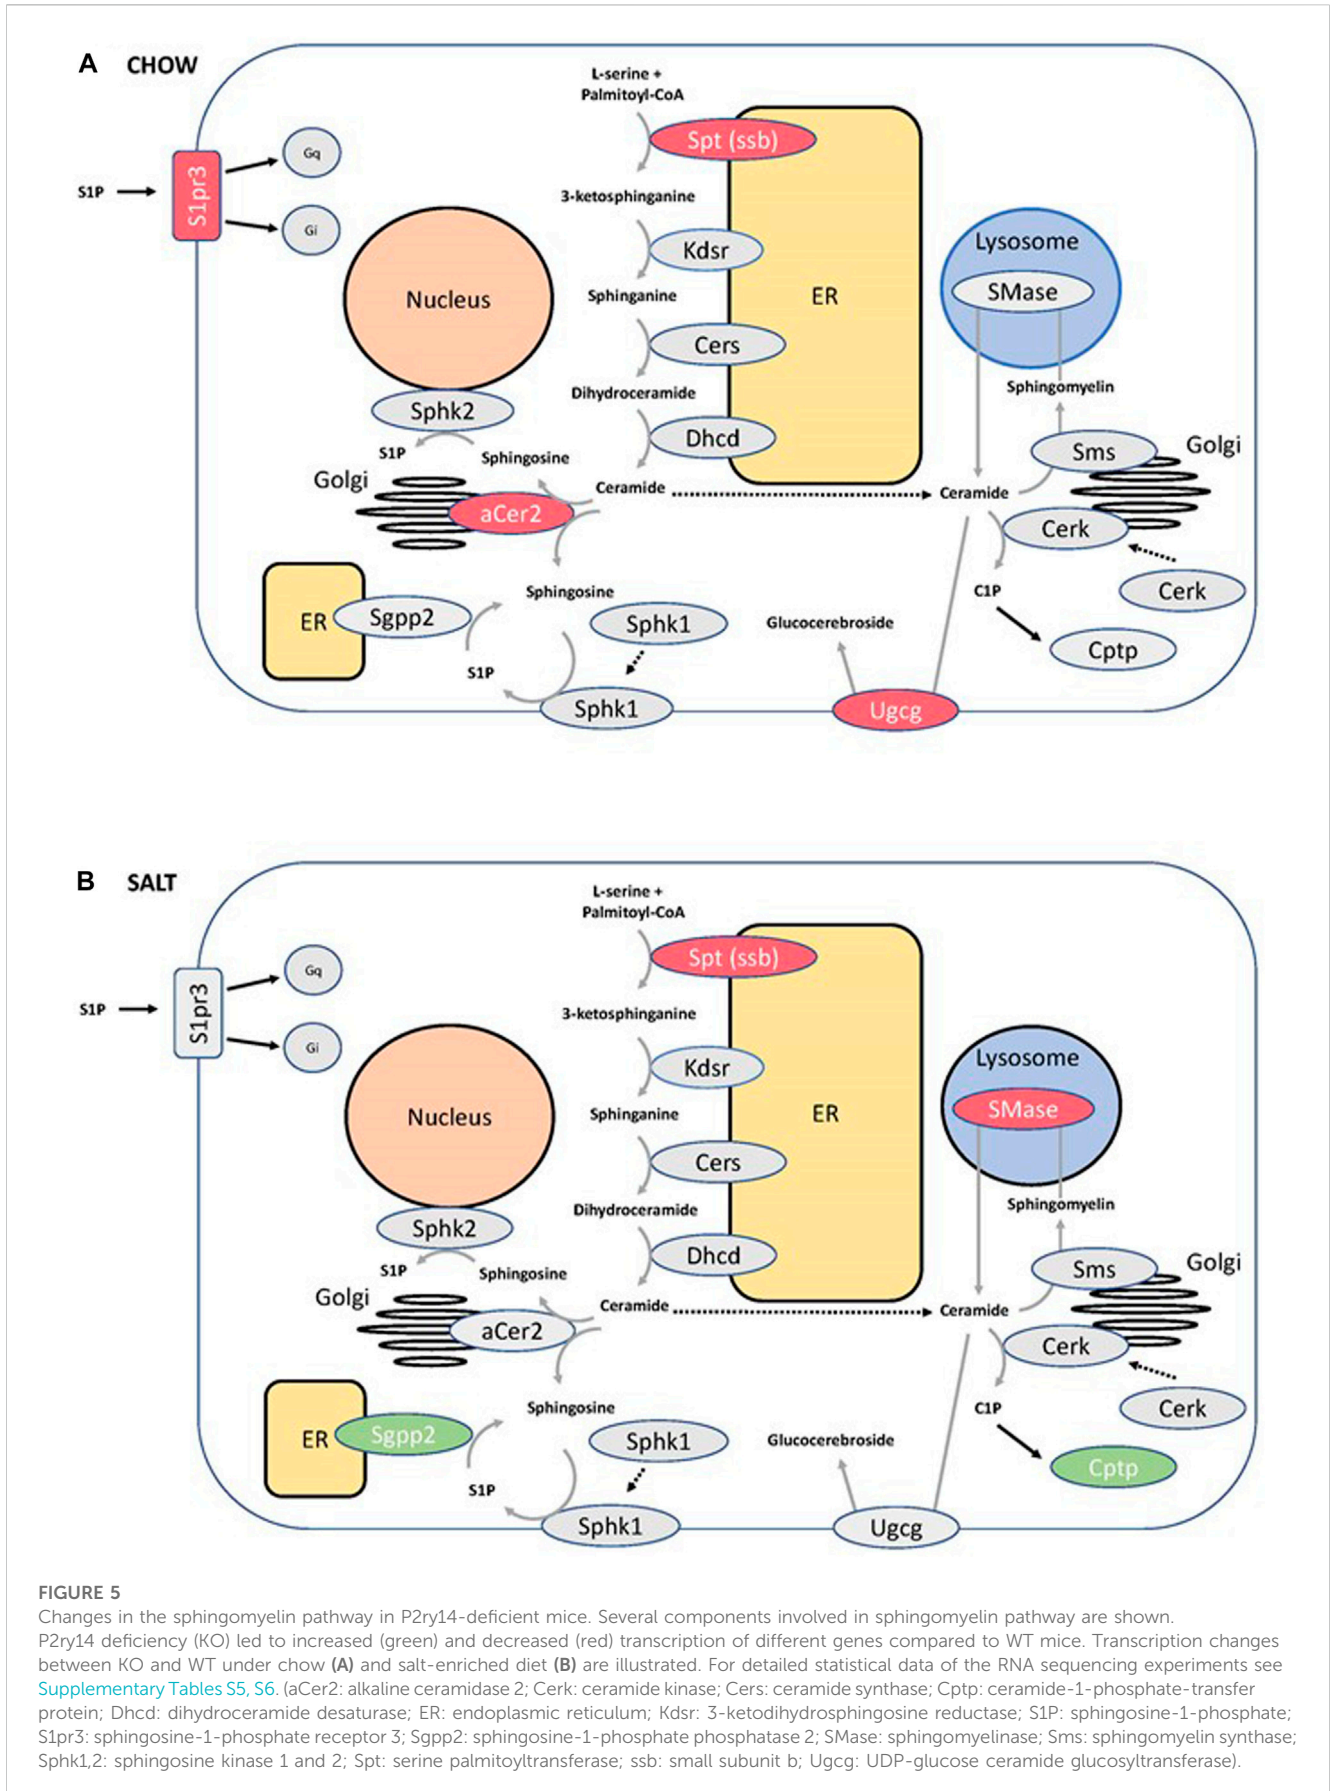 A CHOW
L-serine +
Palmitoyl-CoA
Spt (ssb)
Gq
S1P
S1pr3
3-ketosphinganine
Gi
Kdsr
Lysosome
SMase
Nucleus
Sphinganine
ER
Cers
Sphingomyelin
Dihydroceramide
Sphk2
Dhcd
Sms
Golgi
S1P
Sphingosine
Golgi
Ceramide
Ceramide
aCer2
Cerk
Sphingosine
C1P
Cerk
ER
Sgpp2
Sphk1
Glucocerebroside
Cptp
S1P
Sphk1
Ugcg
B SALT
L-serine +
Palmitoyl-CoA
Spt (ssb)
Gq
S1P
S1pr3
3-ketosphinganine
Gi
Kdsr
Lysosome
SMase
Nucleus
Sphinganine
ER
Cers
Sphingomyelin
Dihydroceramide
Sphk2
Dhcd
Sms
Golgi
S1P
Sphingosine
Golgi
Ceramide
Ceramide
aCer2
Cerk
Sphingosine
C1P
Cerk
ER
Sgpp2
Sphk1
Glucocerebroside
Cptp
S1P
Sphk1
Ugcg
FIGURE 5
Changes in the sphingomyelin pathway in P2ry14-deficient mice. Several components involved in sphingomyelin pathway are shown.
P2ry14 deficiency (KO) led to increased (green) and decreased (red) transcription of different genes compared to WT mice. Transcription changes
between KO and WT under chow (A) and salt-enriched diet (B) are illustrated. For detailed statistical data of the RNA sequencing experiments see
Supplementary Tables S5, S6. (aCer2: alkaline ceramidase 2; Cerk: ceramide kinase; Cers: ceramide synthase; Cptp: ceramide-1-phosphate-transfer
protein; Dhcd: dihydroceramide desaturase; ER: endoplasmic reticulum; Kdsr: 3-ketodihydrosphingosine reductase; S1P: sphingosine-1-phosphate;
S1pr3: sphingosine-1-phosphate receptor 3; Sgpp2: sphingosine-1-phosphate phosphatase 2; SMase: sphingomyelinase; Sms: sphingomyelin synthase;
Sphk1,2: sphingosine kinase 1 and 2; Spt: serine palmitoyltransferase; ssb: small subunit b; Ugcg: UDP-glucose ceramide glucosyltransferase).